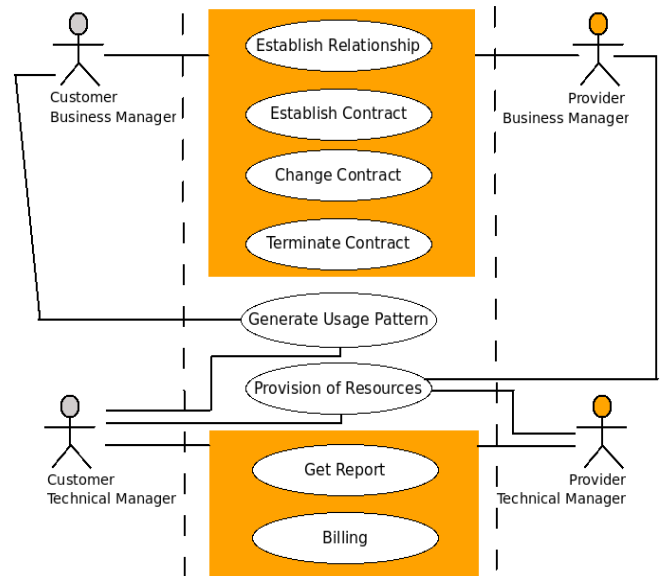 Establish Relationship
Customer
Business Manager
Provider
Business Manager
Establish Contract
Change Contract
Terminate Contract
Generate Usage Pattern
Provision of Resources
Customer
Technical Manager
Get Report
Provider
Technical Manager
Billing